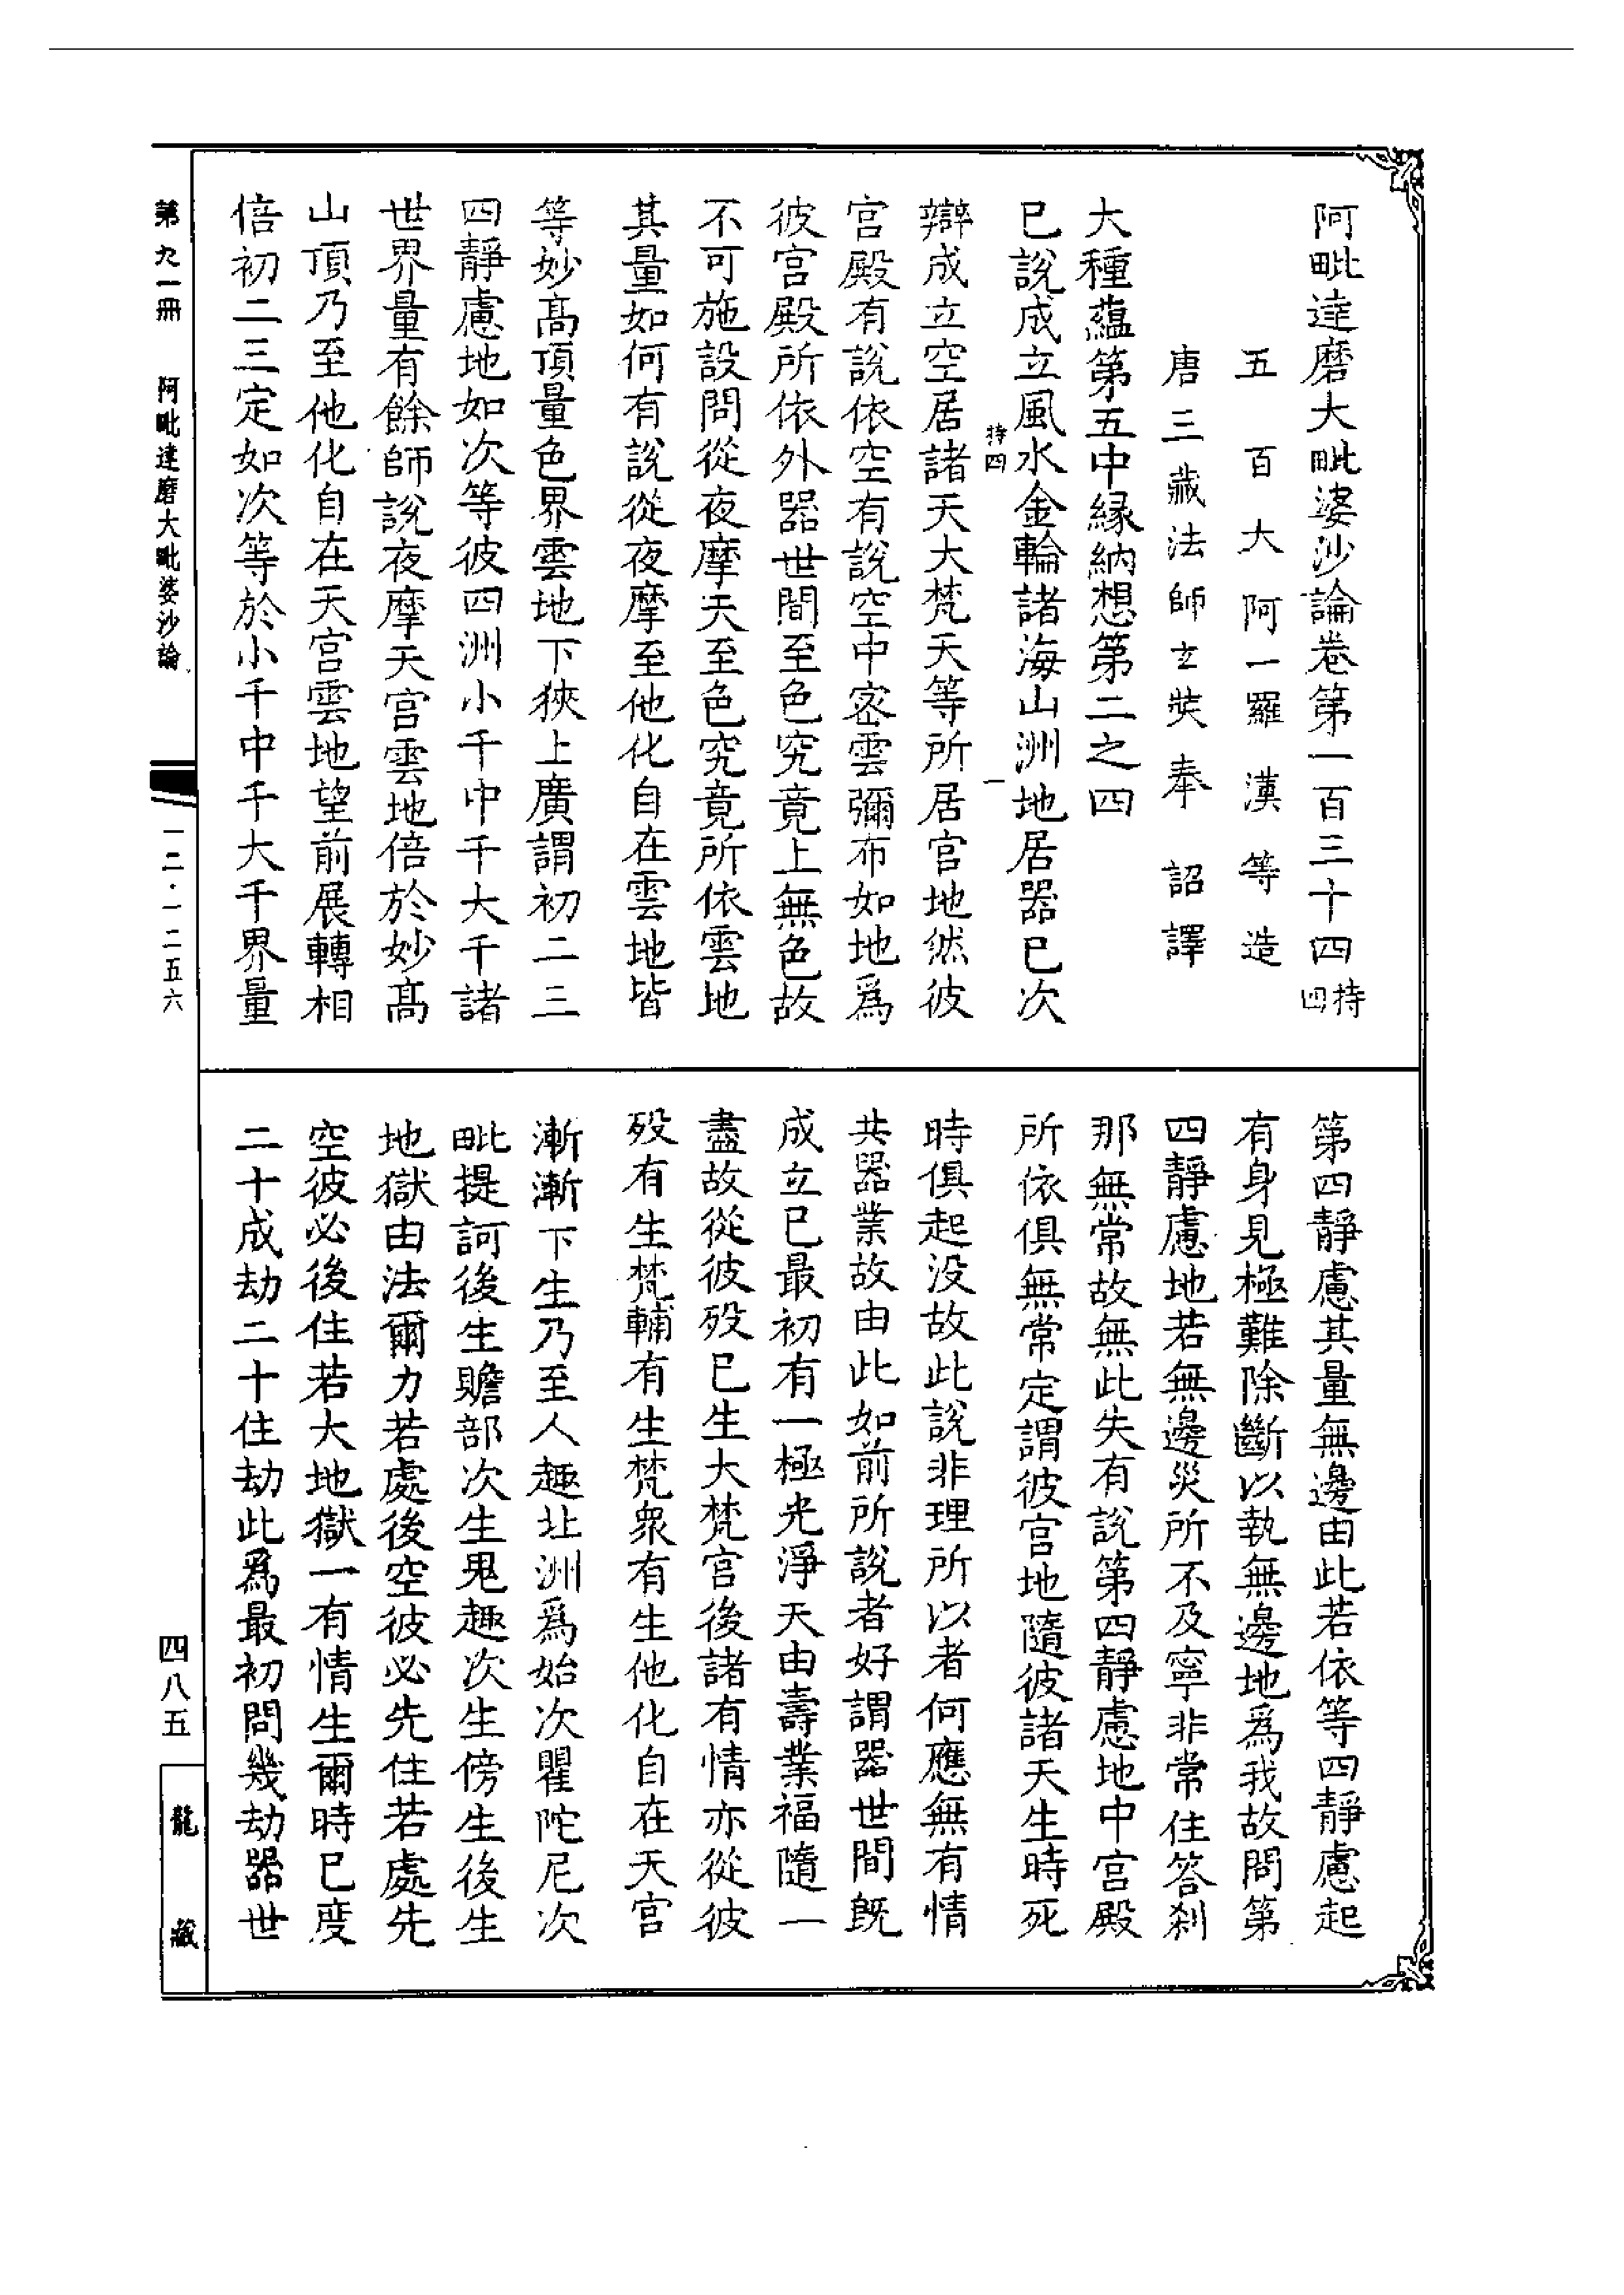 阿毗達磨大毗婆沙論卷第一百三十四 持四
五百大阿一羅漢等造
唐三藏法師玄奘奉 詔譯
大種蘊第五中緣納想第二之四
已說成立風水金輪諸海山洲地居器已次
持四 一
辯成立空居諸天大梵天等所居宮地然彼
宮殿有說依空有說空中密雲彌布如地爲
彼宮殿所依外器世間至色究竟上無色故
不可施設問從夜摩天至色究竟所依雲地
其量如何有說從夜摩至他化自在雲地皆
等妙高頂量色界雲地下狹上廣謂初二三
四靜慮地如次等彼四洲小千中千大千諸
世界量有餘師說夜摩天宮雲地倍於妙高
山頂乃至他化自在天宮雲地望前展轉相
倍初二三定如次等於小千中千大千界量
第四靜慮其量無邊由此若依等四靜慮起
有身見極難除斷以執無邊地爲我故問第
四靜慮地若無邊災所不及寧非常住答刹
那無常故無此失有說第四靜慮地中宮殿
所依俱無常定謂彼宮地隨彼諸天生時死
時俱起沒故此說非理所以者何應無有情
共器業故由此如前所說者好謂器世間旣
成立已最初有一極光淨天由壽業福隨一
盡故從彼歿已生大梵宮後諸有情亦從彼
歿有生梵輔有生梵衆有生他化自在天宮
漸漸下生乃至人趣北洲爲始次瞿陀尼次
毗提訶後生贍部次生鬼趣次生傍生後生
地獄由法爾力若處後空彼必先住若處先
空彼必後住若大地獄一有情生爾時已度
二十成劫二十住劫此爲最初問幾劫器世
第九一冊 阿毗達磨大毗婆沙論
一二·一二五六
四八五
龍藏